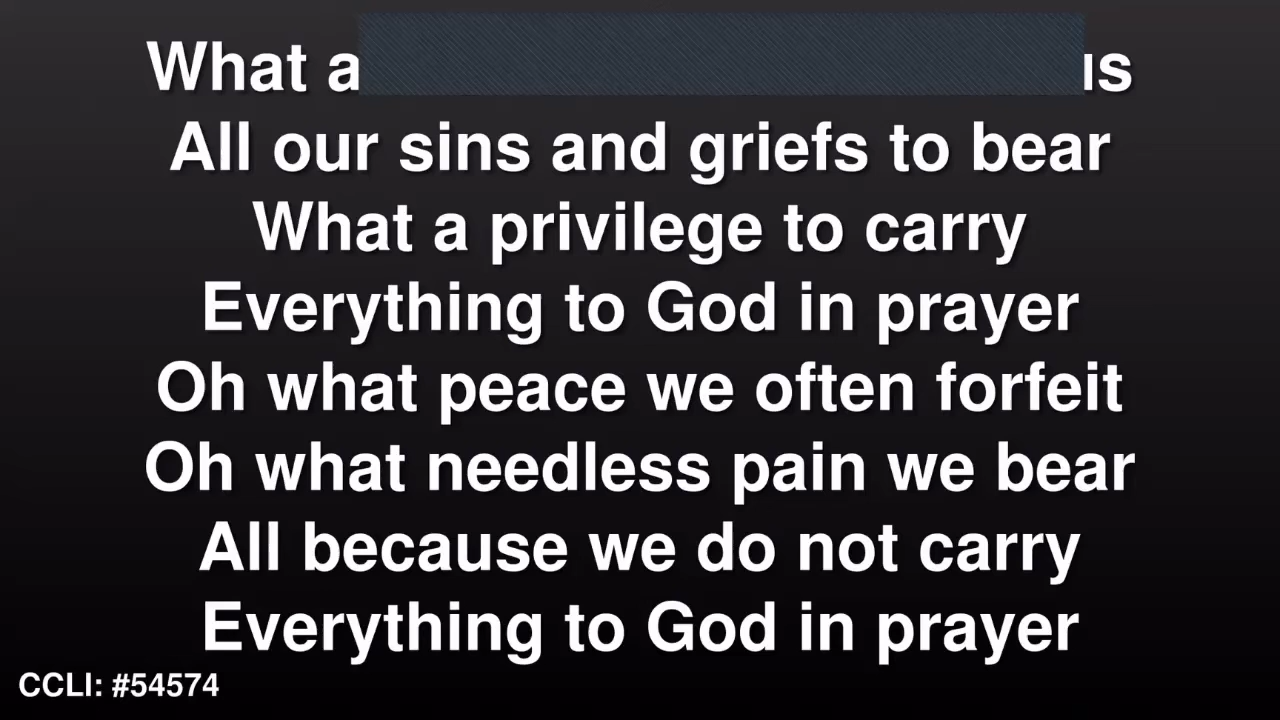 What a
All our sins and griefs to bear
What a privilege to carry
Everything to God in prayer
Oh what peace we often forfeit
Oh what needless pain we bear
All because we do not carry
Everything to God in prayer
CCLI: #54574